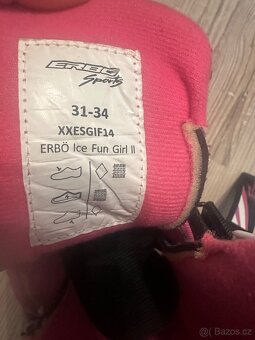 ERBÖ
Sports
31-34
XXESGIF14
ERBÖ Ice Fun Girl II
Bazos.cz